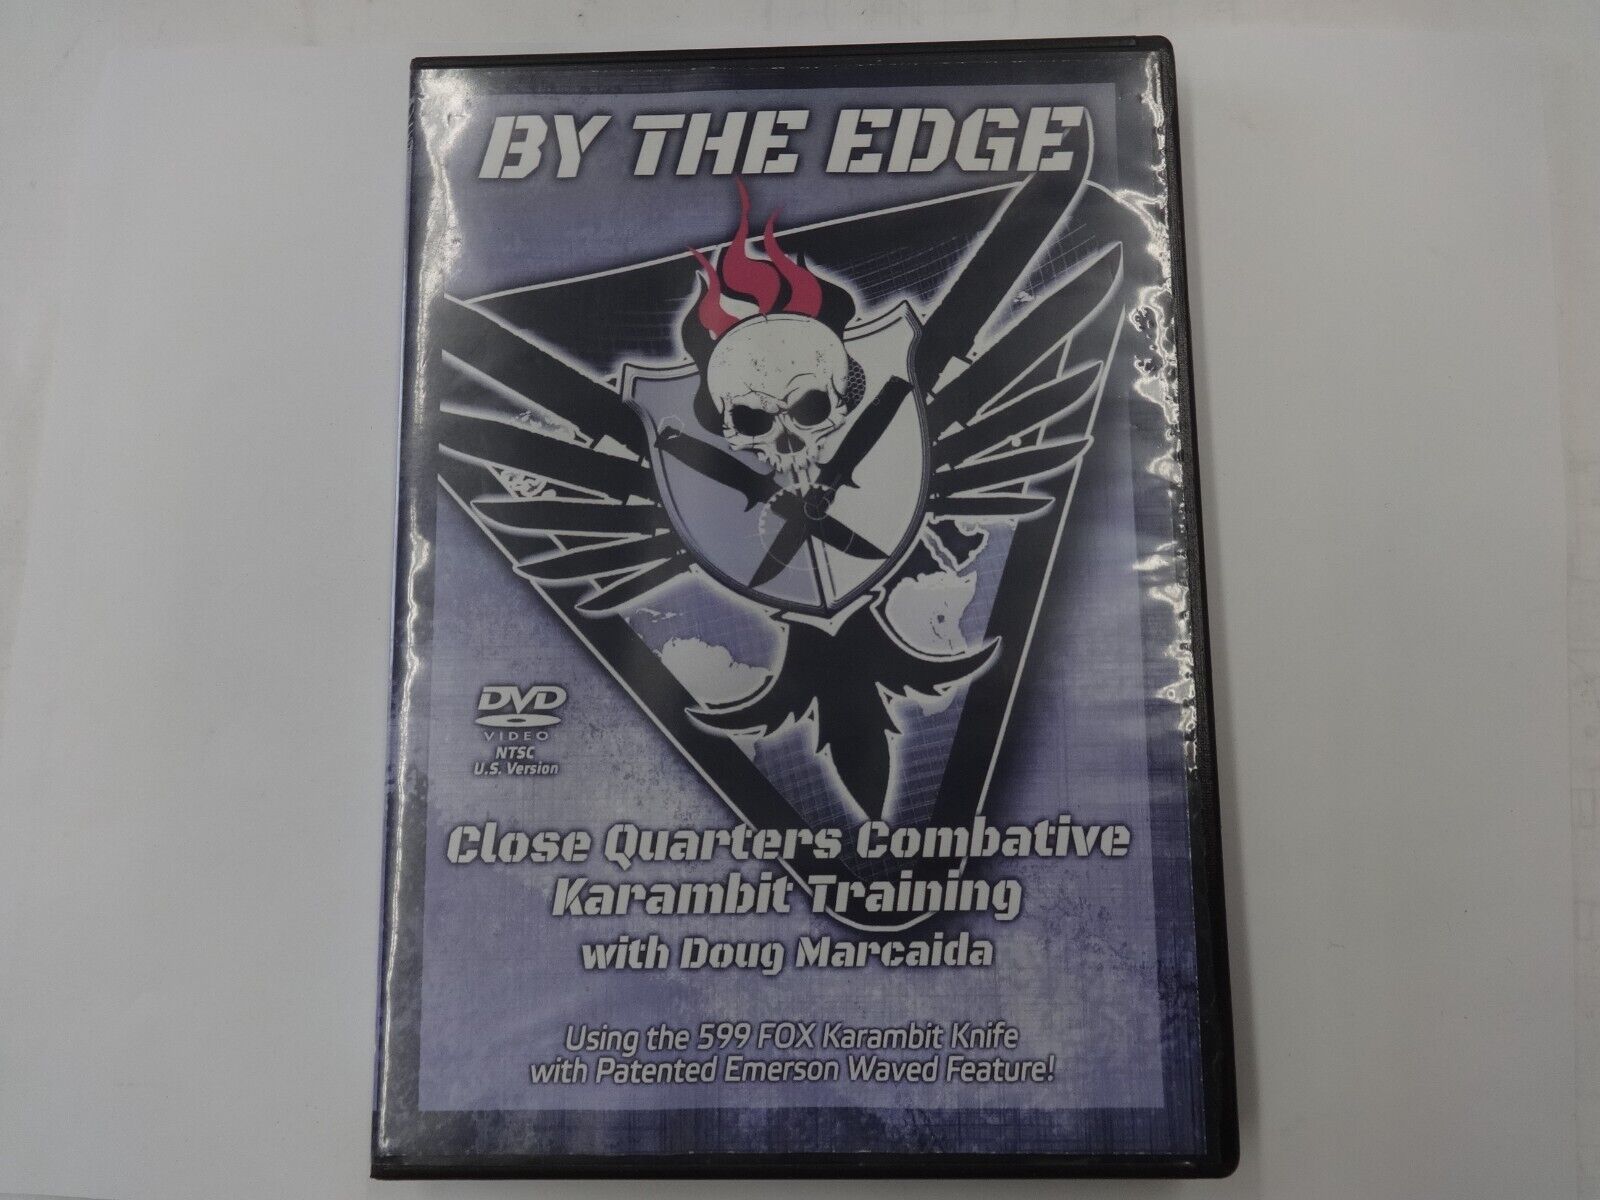 BY THE EDGE
DVD
VIDEO
NTSC
U.S. Version
Close Quarters Combative
Karambit Training
with Doug Marcaida
Using the 599 FOX Karambit Knife
with Patented Emerson Waved Feature!